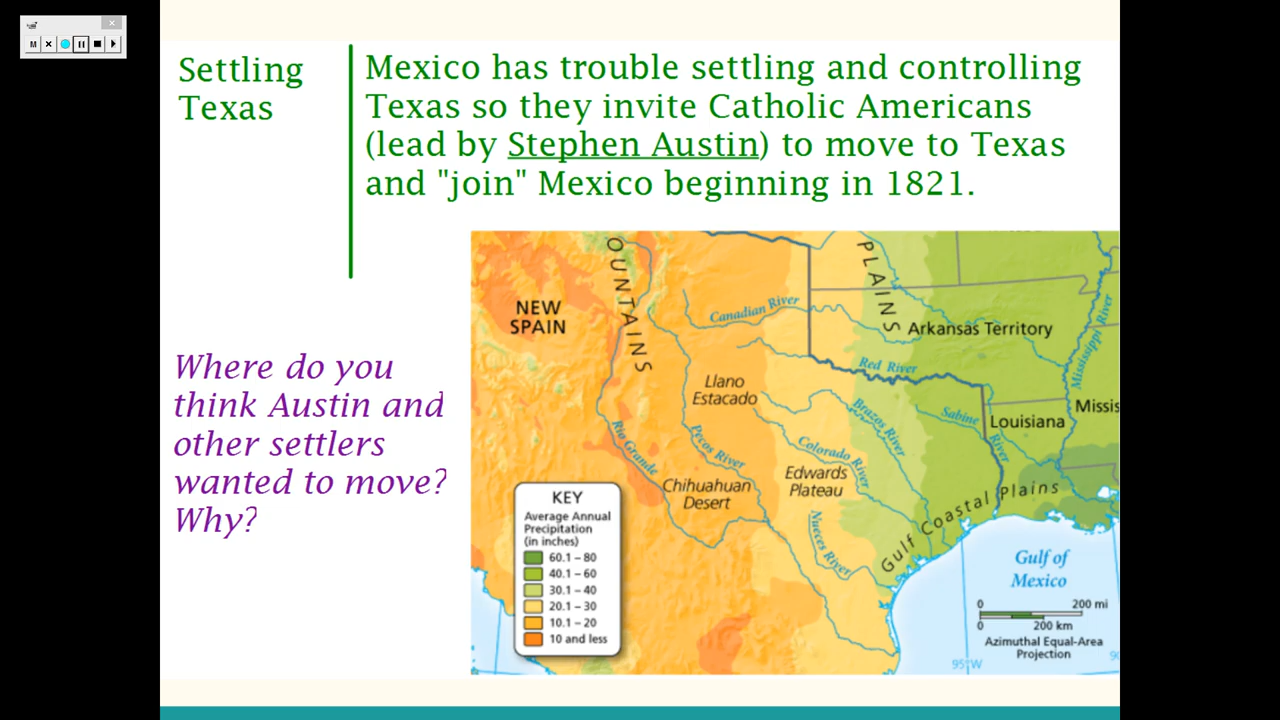 M
Settling
Texas
Mexico has trouble settling and controlling
Texas so they invite Catholic Americans
(lead by Stephen Austin) to move to Texas
and "join" Mexico beginning in 1821.
Where do you
think Austin and
other settlers
wanted to move?
Why?
OUNTAINS
PLAINS
NEW
SPAIN
Canadian River
Arkansas Territory
Mississippi River
Red River
Llano
Estacado
Brazos River
Sabine River
Louisiana
Missis
Rio Grande
Pecos River
Colorado River
Chihuahuan
Desert
Edwards
Plateau
Nueces River
Gulf Coastal Plains
Gulf of
Mexico
KEY
Average Annual
Precipitation
(in inches)
60.1 – 80
40.1 – 60
30.1 – 40
20.1 – 30
10.1 – 20
10 and less
0 200 mi
0 200 km
Azimuthal Equal-Area
Projection
95°W
90